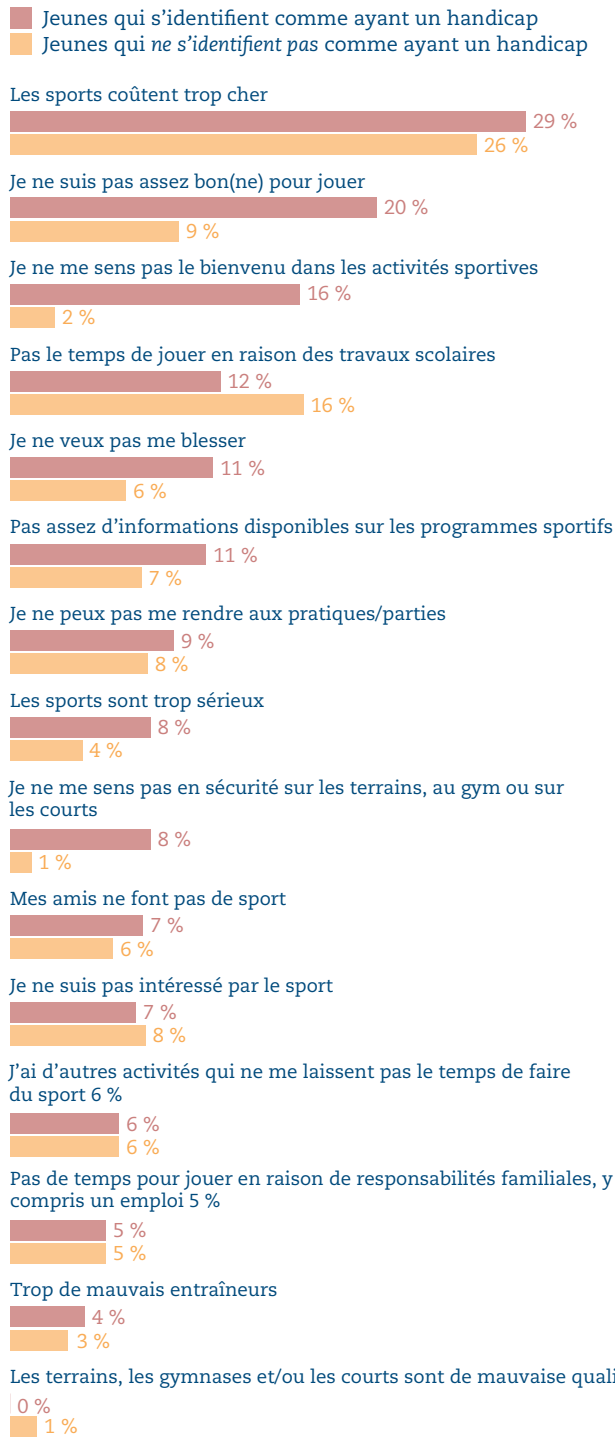 Jeunes qui s’identifient comme ayant un handicap
Jeunes qui ne s’identifient pas comme ayant un handicap
Les sports coûtent trop cher
29 %
26 %
Je ne suis pas assez bon(ne) pour jouer
20 %
9 %
Je ne me sens pas le bienvenu dans les activités sportives
16 %
2 %
Pas le temps de jouer en raison des travaux scolaires
12 %
16 %
Je ne veux pas me blesser
11 %
6 %
Pas assez d’informations disponibles sur les programmes sportifs
11 %
7 %
Je ne peux pas me rendre aux pratiques/parties
9 %
8 %
Les sports sont trop sérieux
8 %
4 %
Je ne me sens pas en sécurité sur les terrains, au gym ou sur
les courts
8 %
1 %
Mes amis ne font pas de sport
7 %
6 %
Je ne suis pas intéressé par le sport
7 %
8 %
J’ai d’autres activités qui ne me laissent pas le temps de faire
du sport 6 %
6 %
6 %
Pas de temps pour jouer en raison de responsabilités familiales, y
compris un emploi 5 %
5 %
5 %
Trop de mauvais entraîneurs
4 %
3 %
Les terrains, les gymnases et/ou les courts sont de mauvaise quali
0 %
1 %